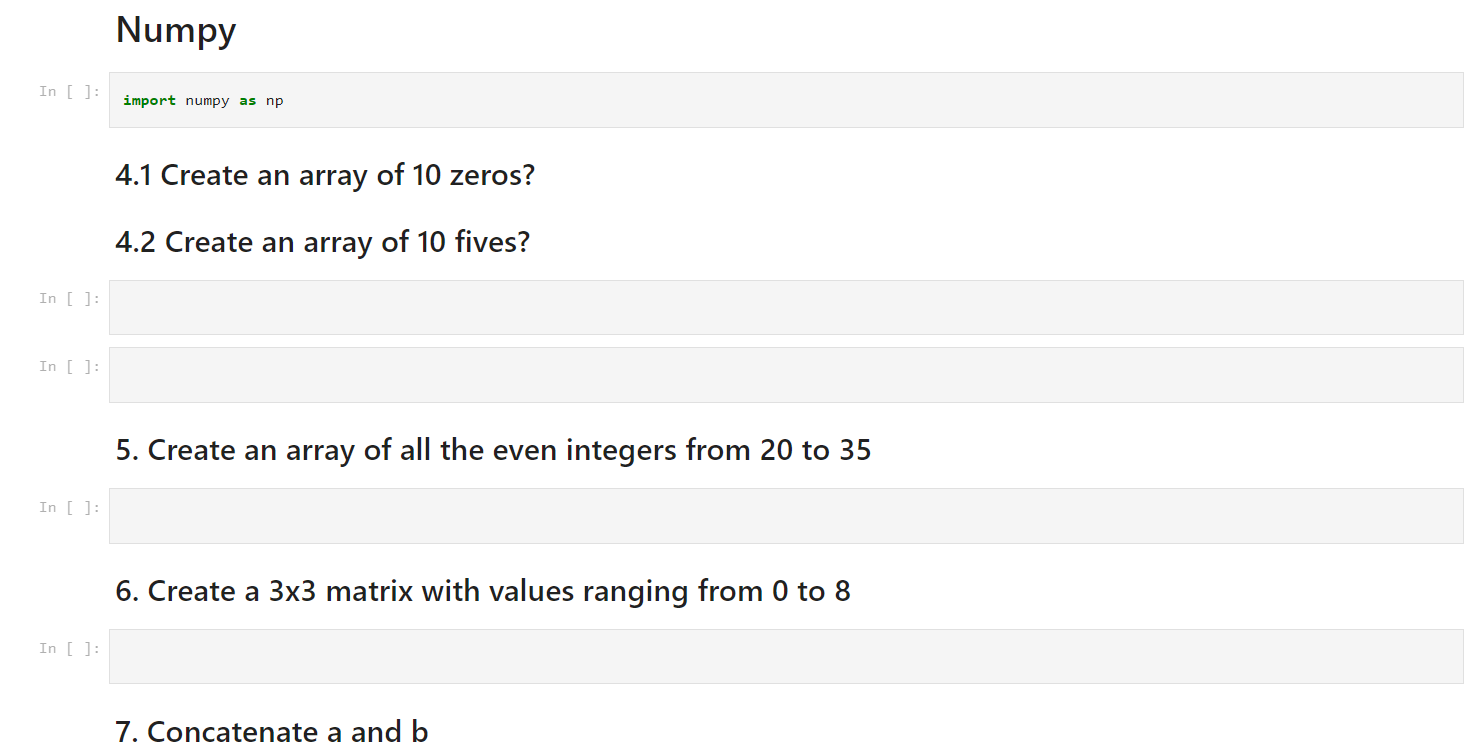 Numpy
In [ ]:
import numpy as np
4.1 Create an array of 10 zeros?
4.2 Create an array of 10 fives?
In [ ]:
In [ ]:
5. Create an array of all the even integers from 20 to 35
In [ ]:
6. Create a 3x3 matrix with values ranging from 0 to 8
In [ ]:
7. Concatenate a and b